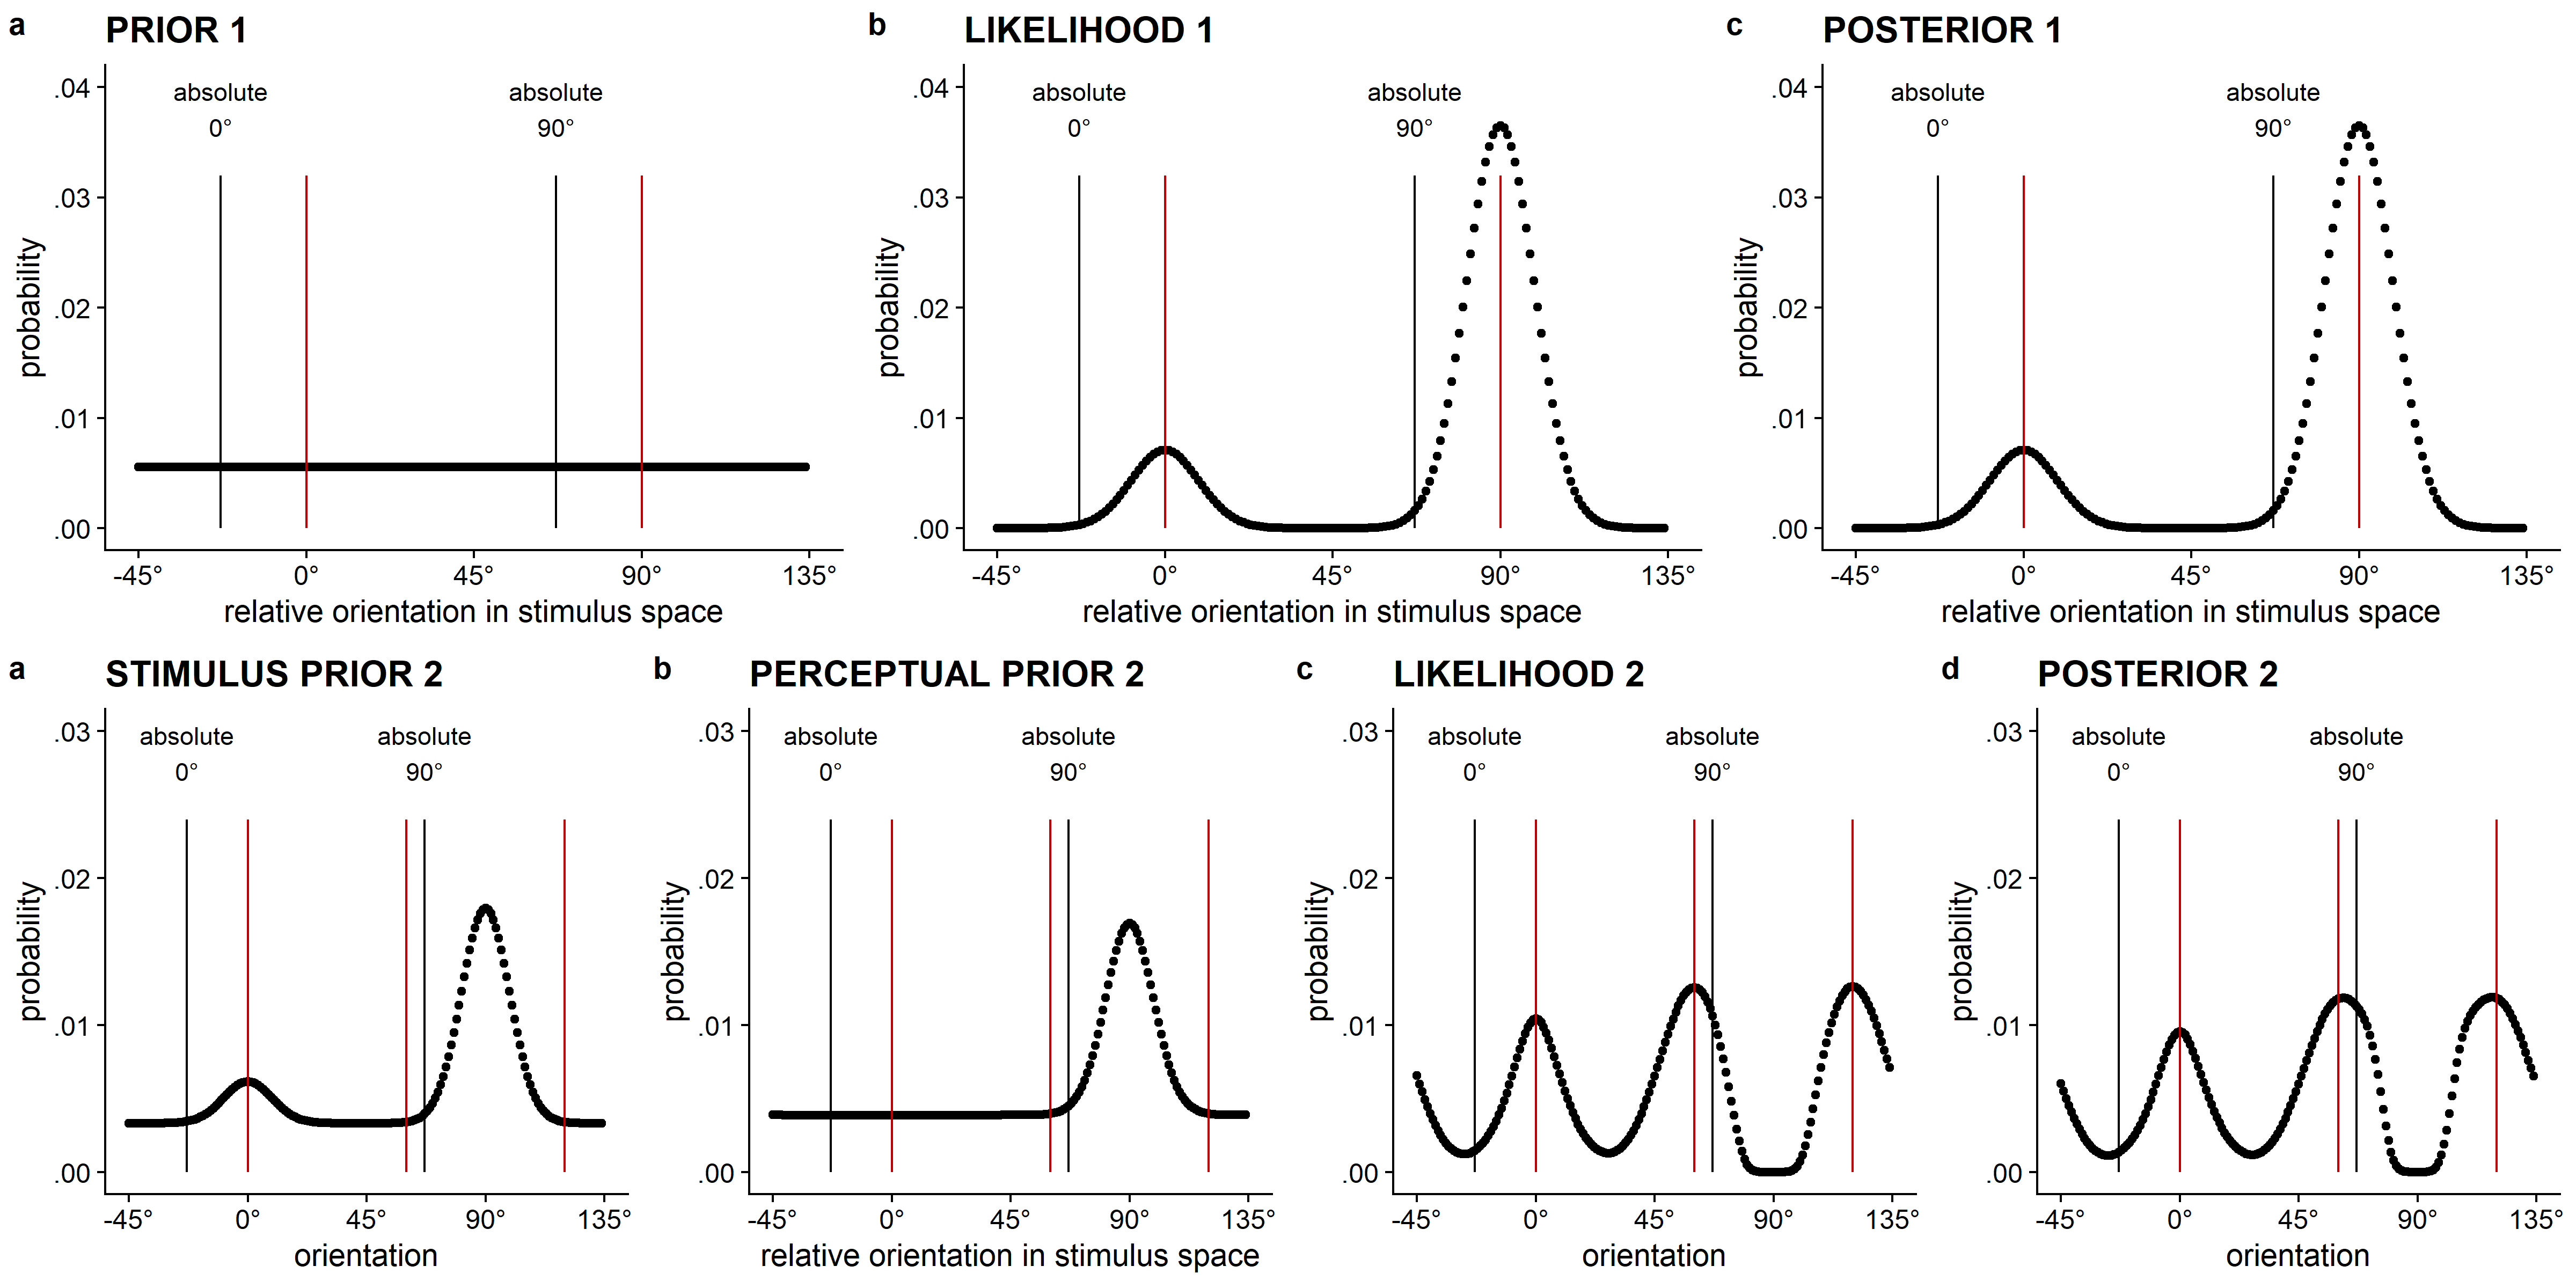 a PRIOR 1
absolute 0°
absolute 90°
.04
.03
.02
.01
.00
probability
-45° 0° 45° 90° 135°
relative orientation in stimulus space
b LIKELIHOOD 1
absolute 0°
absolute 90°
.04
.03
.02
.01
.00
probability
-45° 0° 45° 90° 135°
relative orientation in stimulus space
c POSTERIOR 1
absolute 0°
absolute 90°
.04
.03
.02
.01
.00
probability
-45° 0° 45° 90° 135°
relative orientation in stimulus space
a STIMULUS PRIOR 2
absolute 0°
absolute 90°
.03
.02
.01
.00
probability
-45° 0° 45° 90° 135°
orientation
b PERCEPTUAL PRIOR 2
absolute 0°
absolute 90°
.03
.02
.01
.00
probability
-45° 0° 45° 90° 135°
relative orientation in stimulus space
c LIKELIHOOD 2
absolute 0°
absolute 90°
.03
.02
.01
.00
probability
-45° 0° 45° 90° 135°
orientation
d POSTERIOR 2
absolute 0°
absolute 90°
.03
.02
.01
.00
probability
-45° 0° 45° 90° 135°
orientation